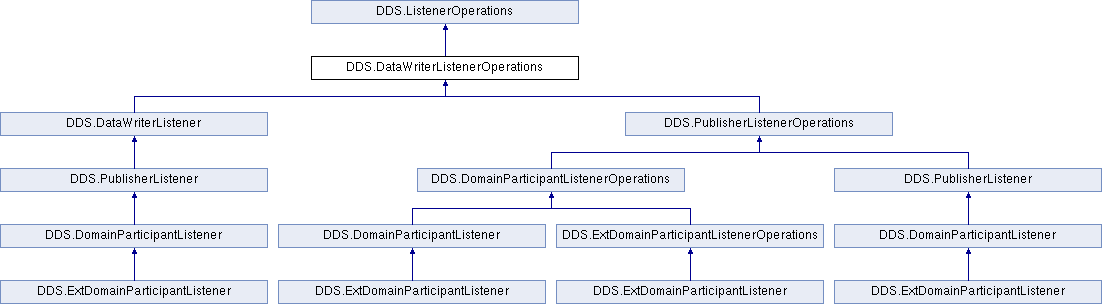 DDS.ListenerOperations
DDS.DataWriterListenerOperations
DDS.DataWriterListener
DDS.PublisherListenerOperations
DDS.PublisherListener
DDS.DomainParticipantListenerOperations
DDS.PublisherListener
DDS.DomainParticipantListener
DDS.DomainParticipantListener
DDS.ExtDomainParticipantListenerOperations
DDS.DomainParticipantListener
DDS.ExtDomainParticipantListener
DDS.ExtDomainParticipantListener
DDS.ExtDomainParticipantListener
DDS.ExtDomainParticipantListener